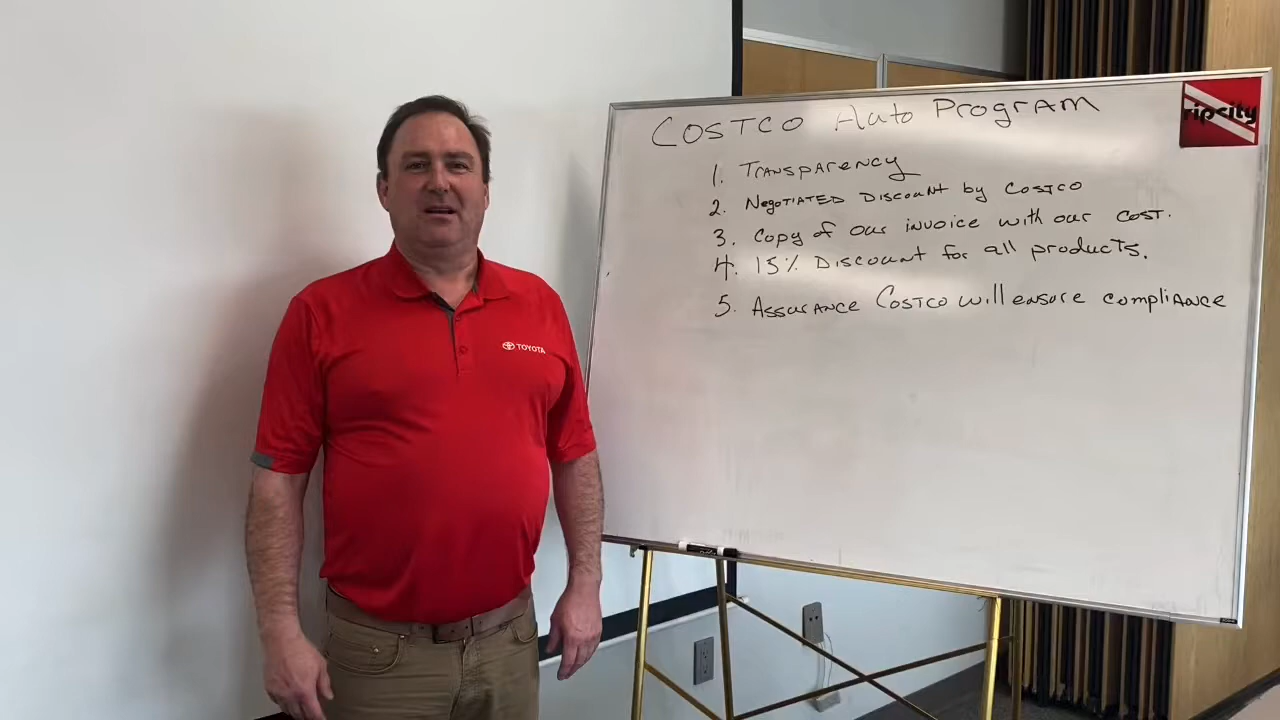 COSTCO Auto Program
ripcity
1. Transparency
2. Negotiated Discount by Costco
3. Copy of our invoice with our cost.
4. 15% Discount for all products.
5. Assurance Costco will ensure compliance
TOYOTA